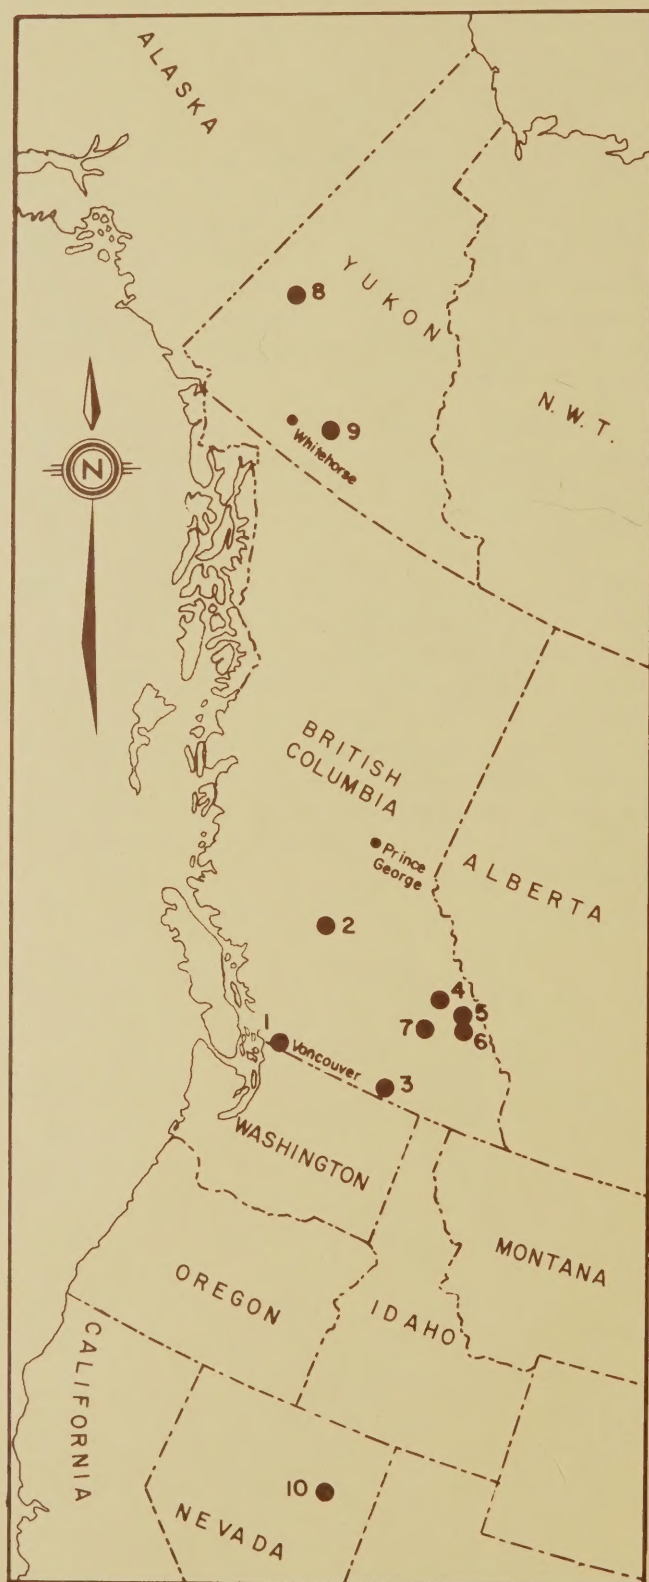 ALASKA
YUKON
8
N.W.T.
9
Whitehorse
N
BRITISH
COLUMBIA
Prince
George
ALBERTA
2
4
5
7
6
1
Vancouver
3
WASHINGTON
MONTANA
OREGON
IDAHO
CALIFORNIA
10
NEVADA